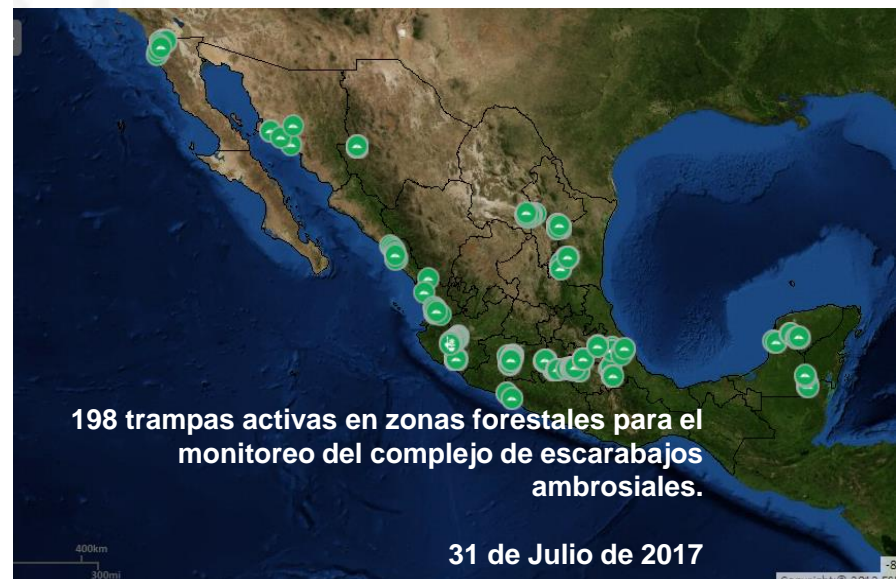 198 trampas activas en zonas forestales para el
monitoreo del complejo de escarabajos
ambrosiales.
31 de Julio de 2017
400km
300mi